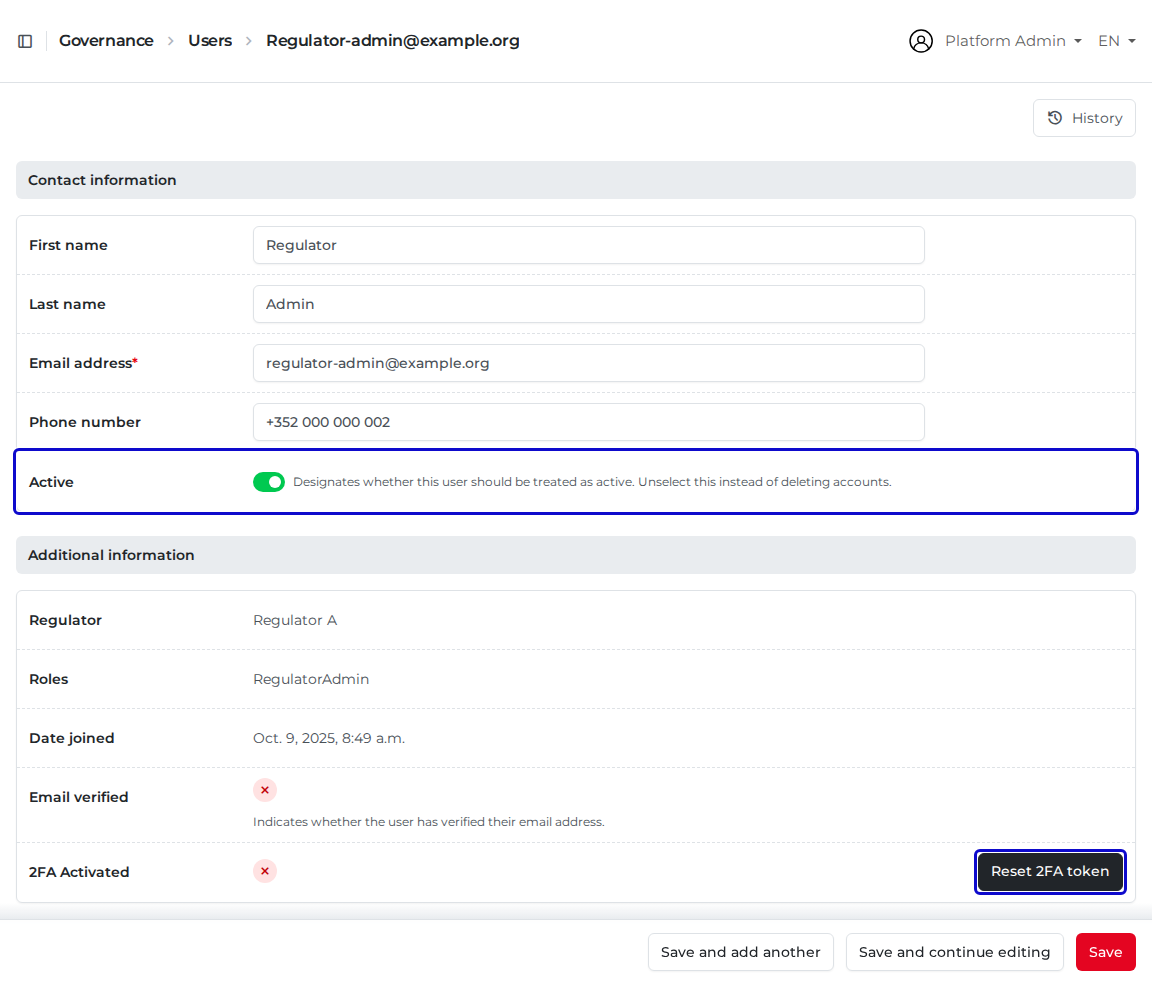 Governance > Users > Regulator-admin@example.org
Platform Admin
EN
History
Contact information
First name
Regulator
Last name
Admin
Email address*
regulator-admin@example.org
Phone number
+352 000 000 002
Active
Designates whether this user should be treated as active. Unselect this instead of deleting accounts.
Additional information
Regulator
Regulator A
Roles
RegulatorAdmin
Date joined
Oct. 9, 2025, 8:49 a.m.
Email verified
Indicates whether the user has verified their email address.
2FA Activated
Reset 2FA token
Save and add another
Save and continue editing
Save